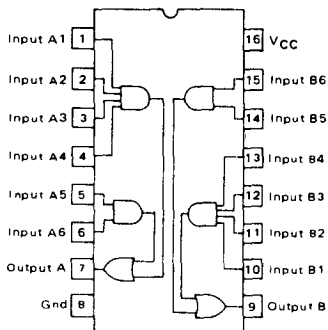 Input A1 1
Input A2 2
Input A3 3
Input A4 4
Input A5 5
Input A6 6
Output A 7
Gnd 8
16 VCC
15 Input B6
14 Input B5
13 Input B4
12 Input B3
11 Input B2
10 Input B1
9 Output B